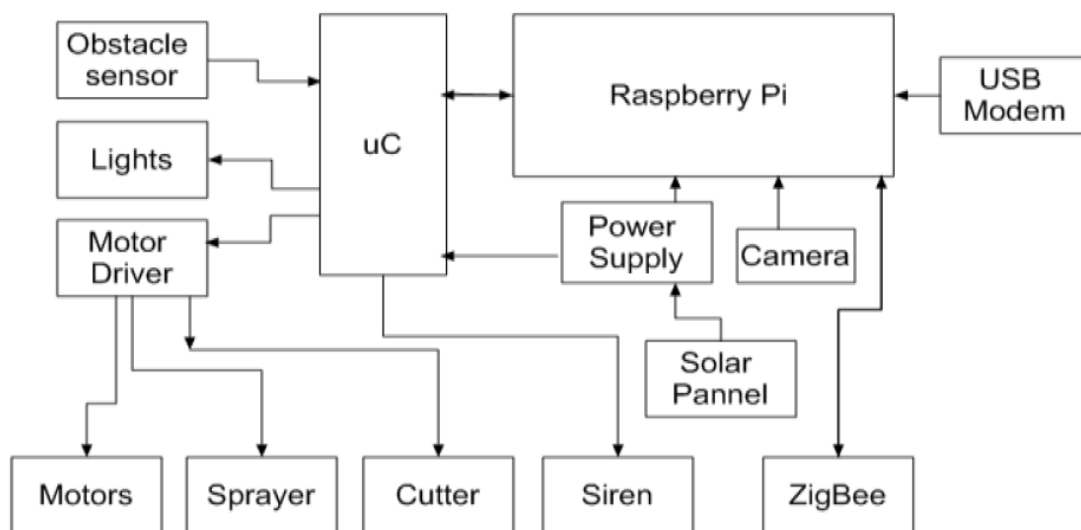 Obstacle
sensor
uC
Raspberry Pi
USB
Modem
Lights
Motor
Driver
Power
Supply
Camera
Solar
Pannel
Motors
Sprayer
Cutter
Siren
ZigBee